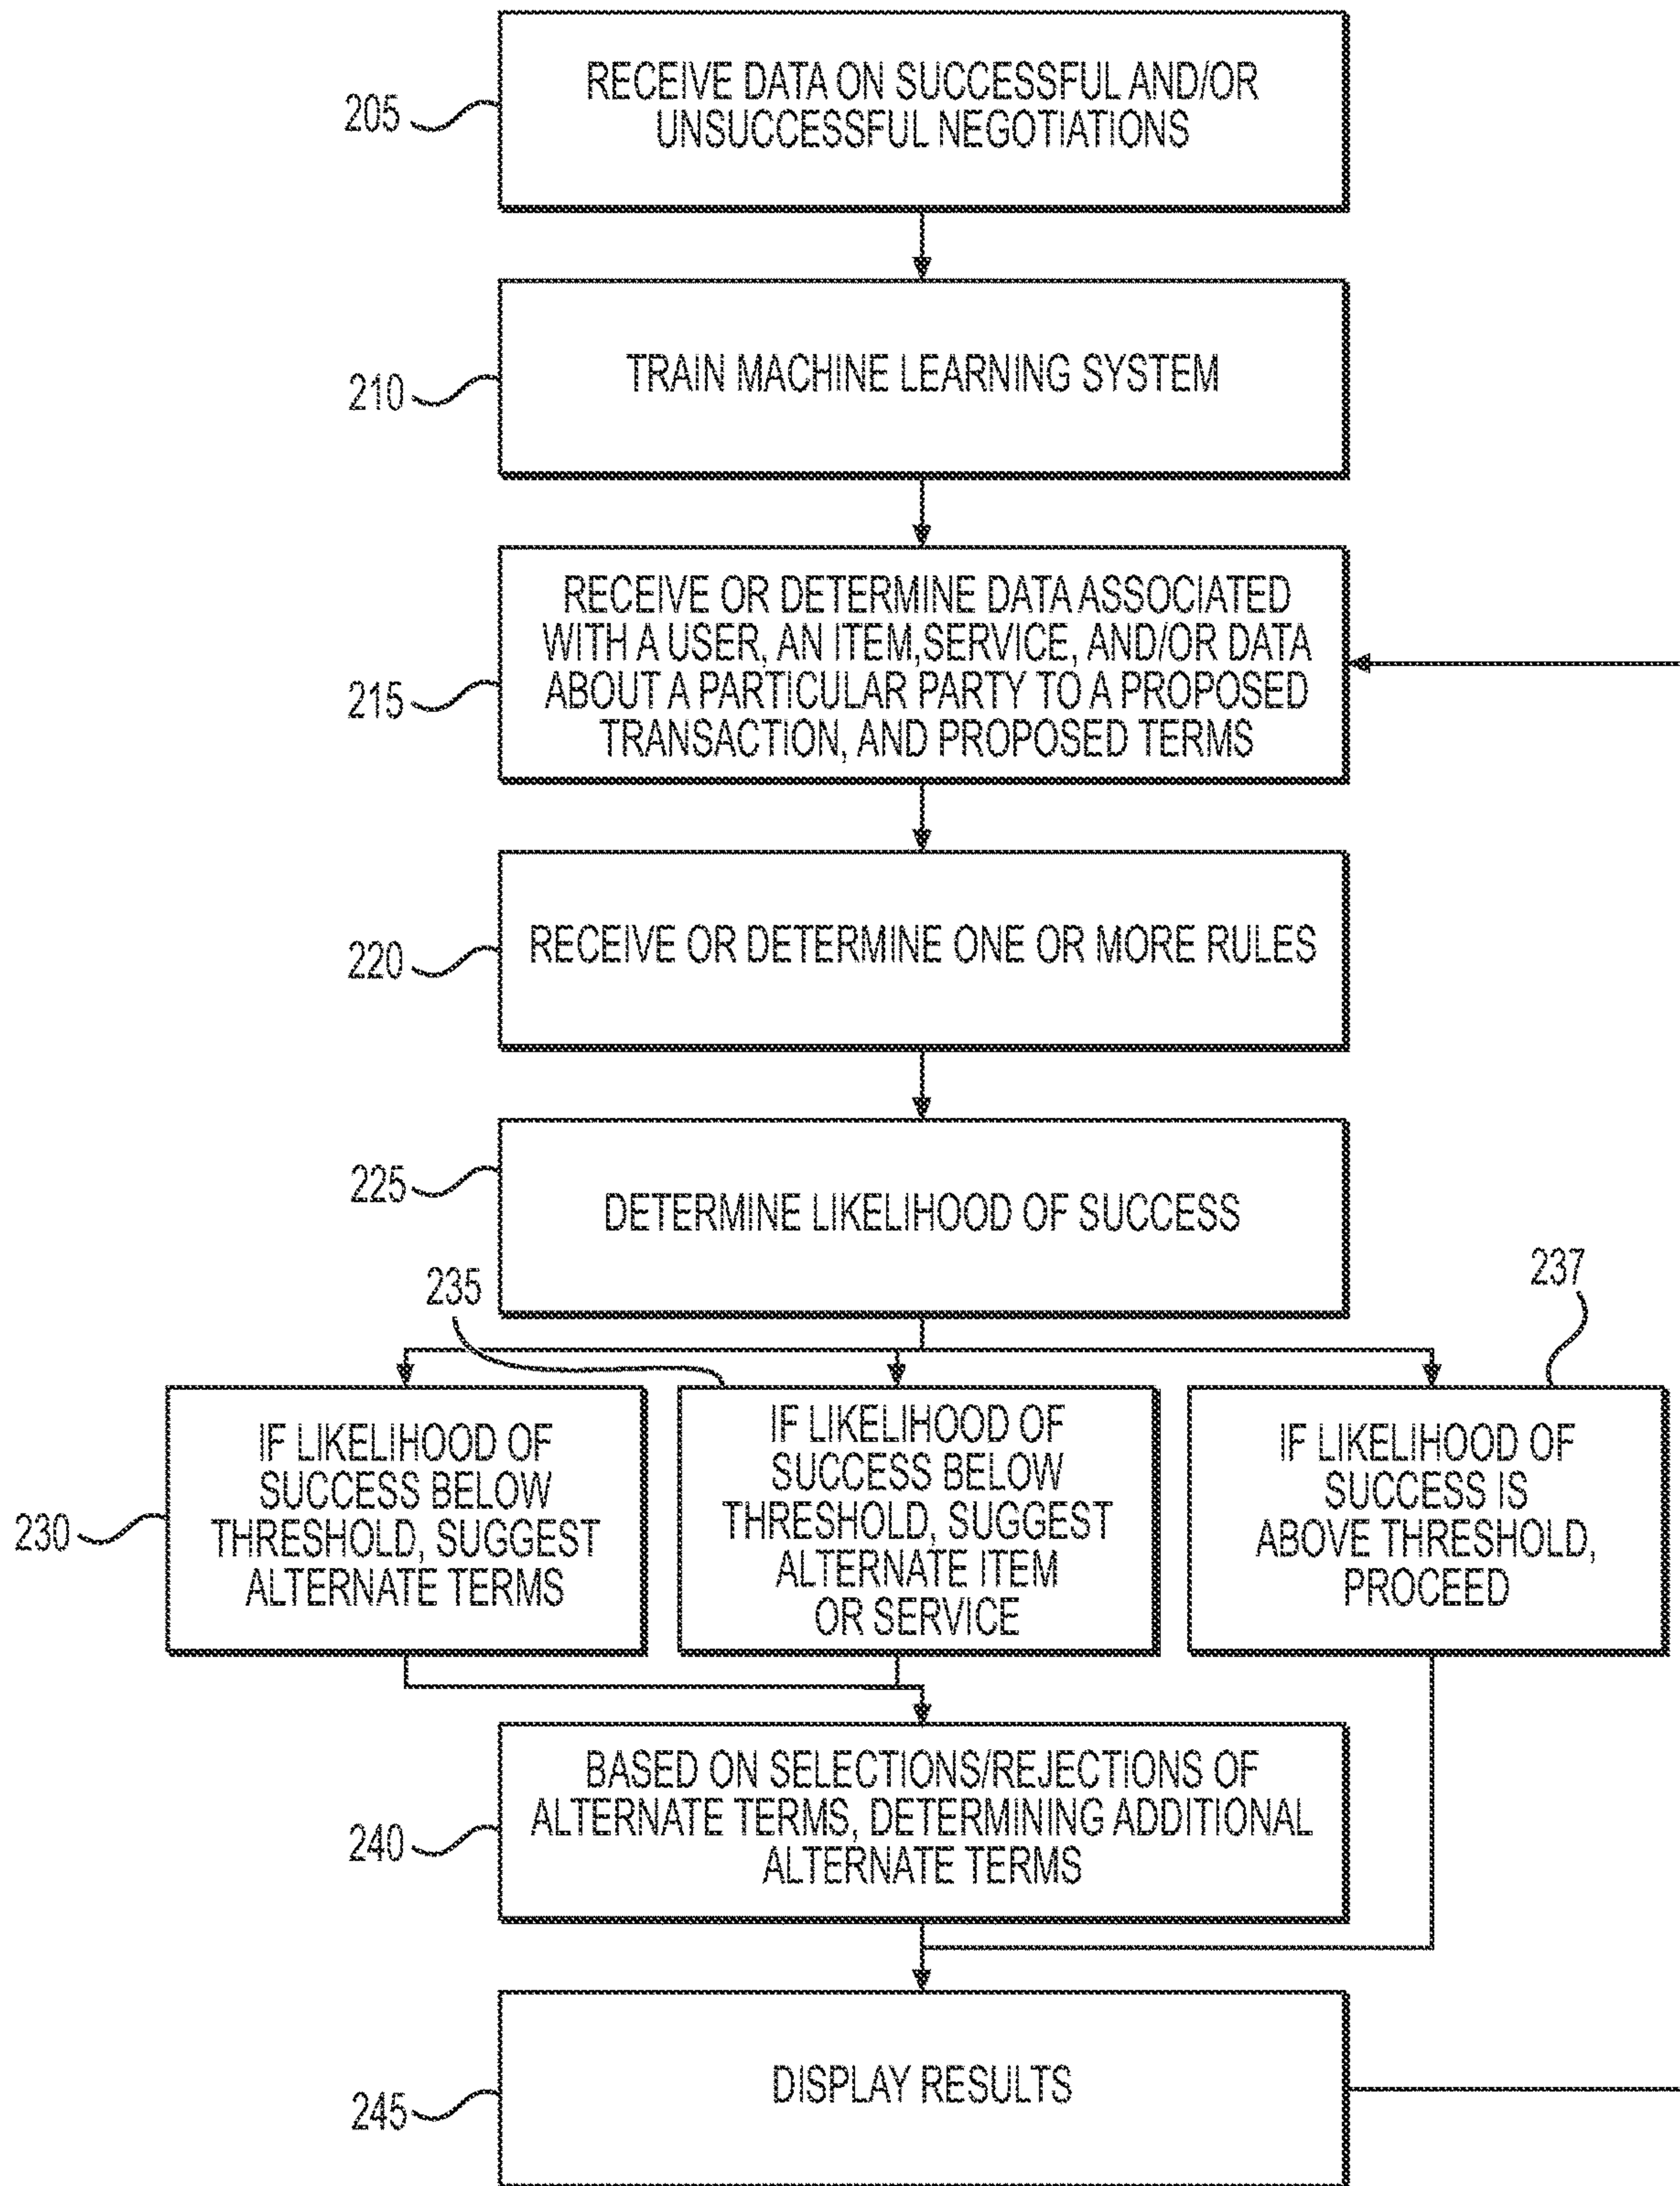 RECEIVE DATA ON SUCCESSFUL AND/OR
UNSUCCESSFUL NEGOTIATIONS
205
TRAIN MACHINE LEARNING SYSTEM
210
RECEIVE OR DETERMINE DATA ASSOCIATED
WITH A USER, AN ITEM,SERVICE, AND/OR DATA
ABOUT A PARTICULAR PARTY TO A PROPOSED
TRANSACTION, AND PROPOSED TERMS
215
RECEIVE OR DETERMINE ONE OR MORE RULES
220
DETERMINE LIKELIHOOD OF SUCCESS
225
235
237
IF LIKELIHOOD OF
SUCCESS BELOW
THRESHOLD, SUGGEST
ALTERNATE TERMS
230
IF LIKELIHOOD OF
SUCCESS BELOW
THRESHOLD, SUGGEST
ALTERNATE ITEM
OR SERVICE
IF LIKELIHOOD OF
SUCCESS IS
ABOVE THRESHOLD,
PROCEED
BASED ON SELECTIONS/REJECTIONS OF
ALTERNATE TERMS, DETERMINING ADDITIONAL
ALTERNATE TERMS
240
DISPLAY RESULTS
245